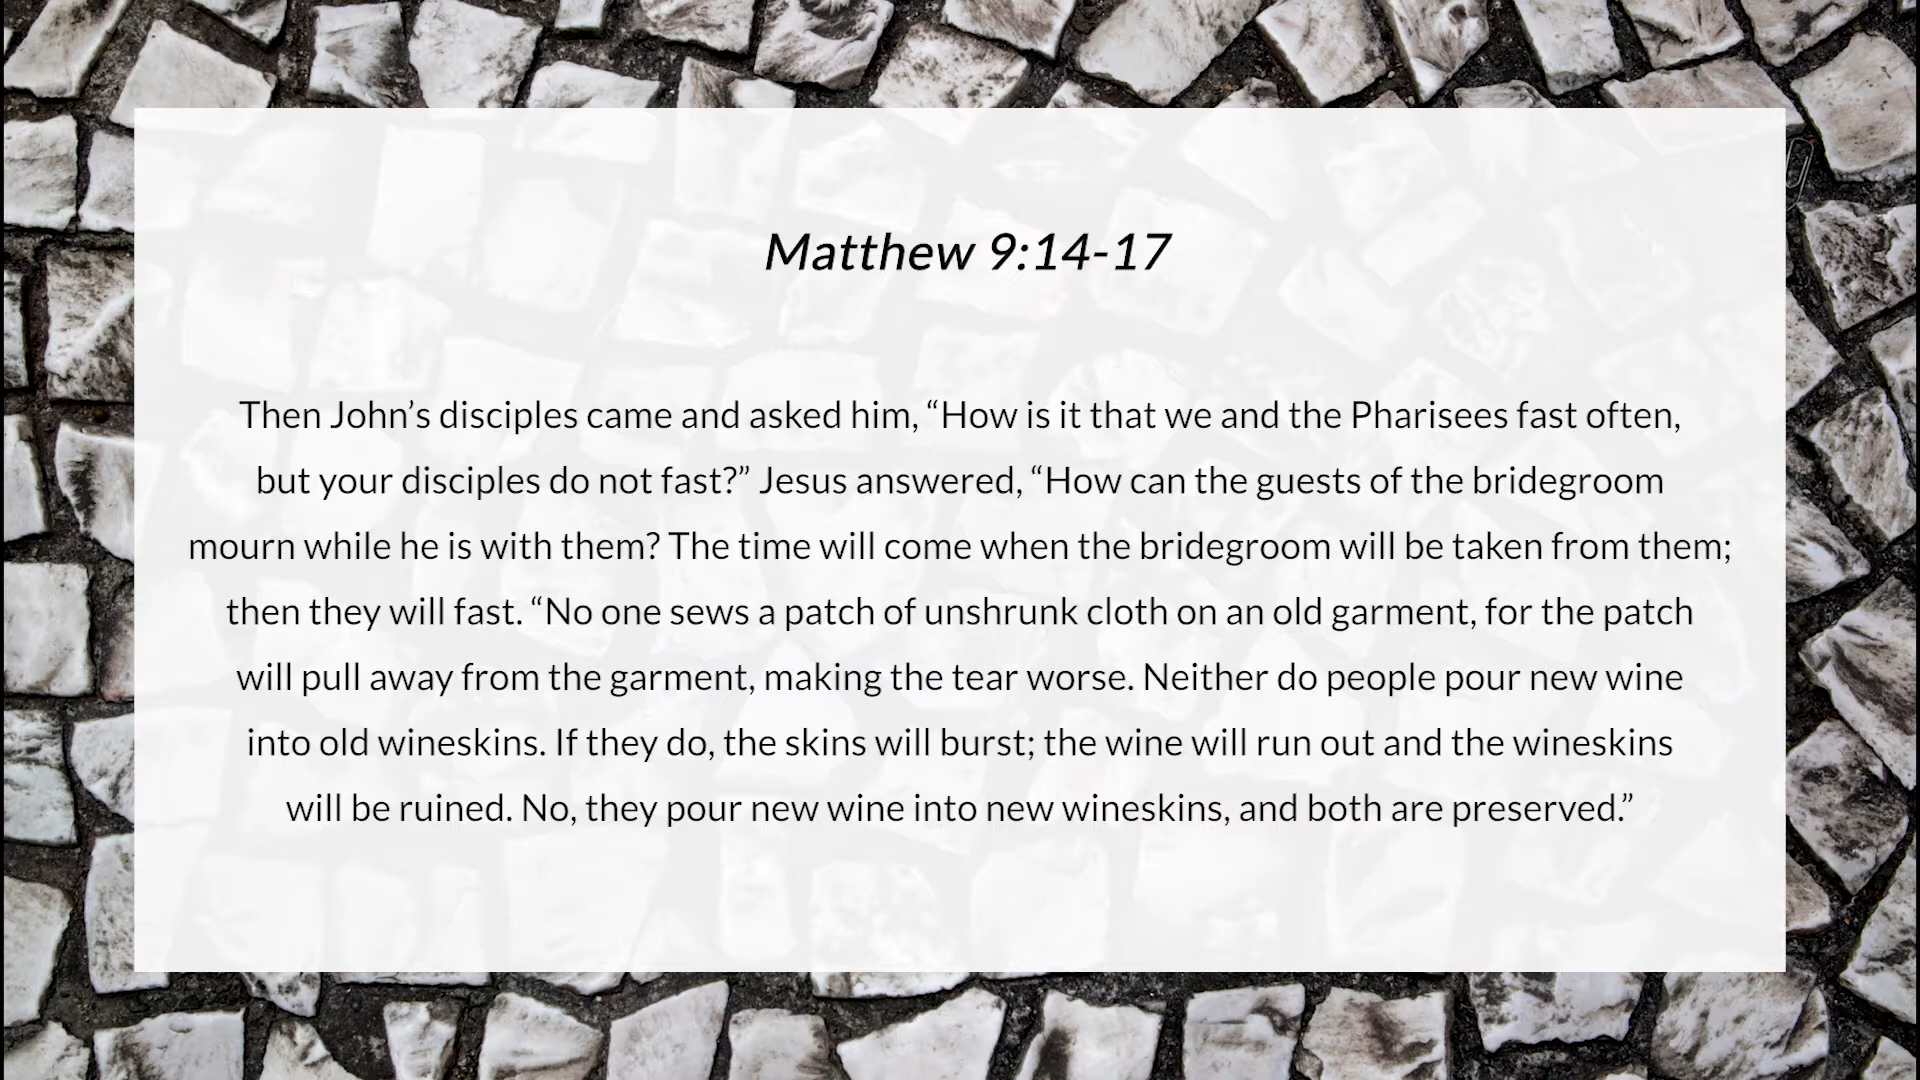 Matthew 9:14-17
Then John’s disciples came and asked him, “How is it that we and the Pharisees fast often,
but your disciples do not fast?” Jesus answered, “How can the guests of the bridegroom
mourn while he is with them? The time will come when the bridegroom will be taken from them;
then they will fast. “No one sews a patch of unshrunk cloth on an old garment, for the patch
will pull away from the garment, making the tear worse. Neither do people pour new wine
into old wineskins. If they do, the skins will burst; the wine will run out and the wineskins
will be ruined. No, they pour new wine into new wineskins, and both are preserved.”